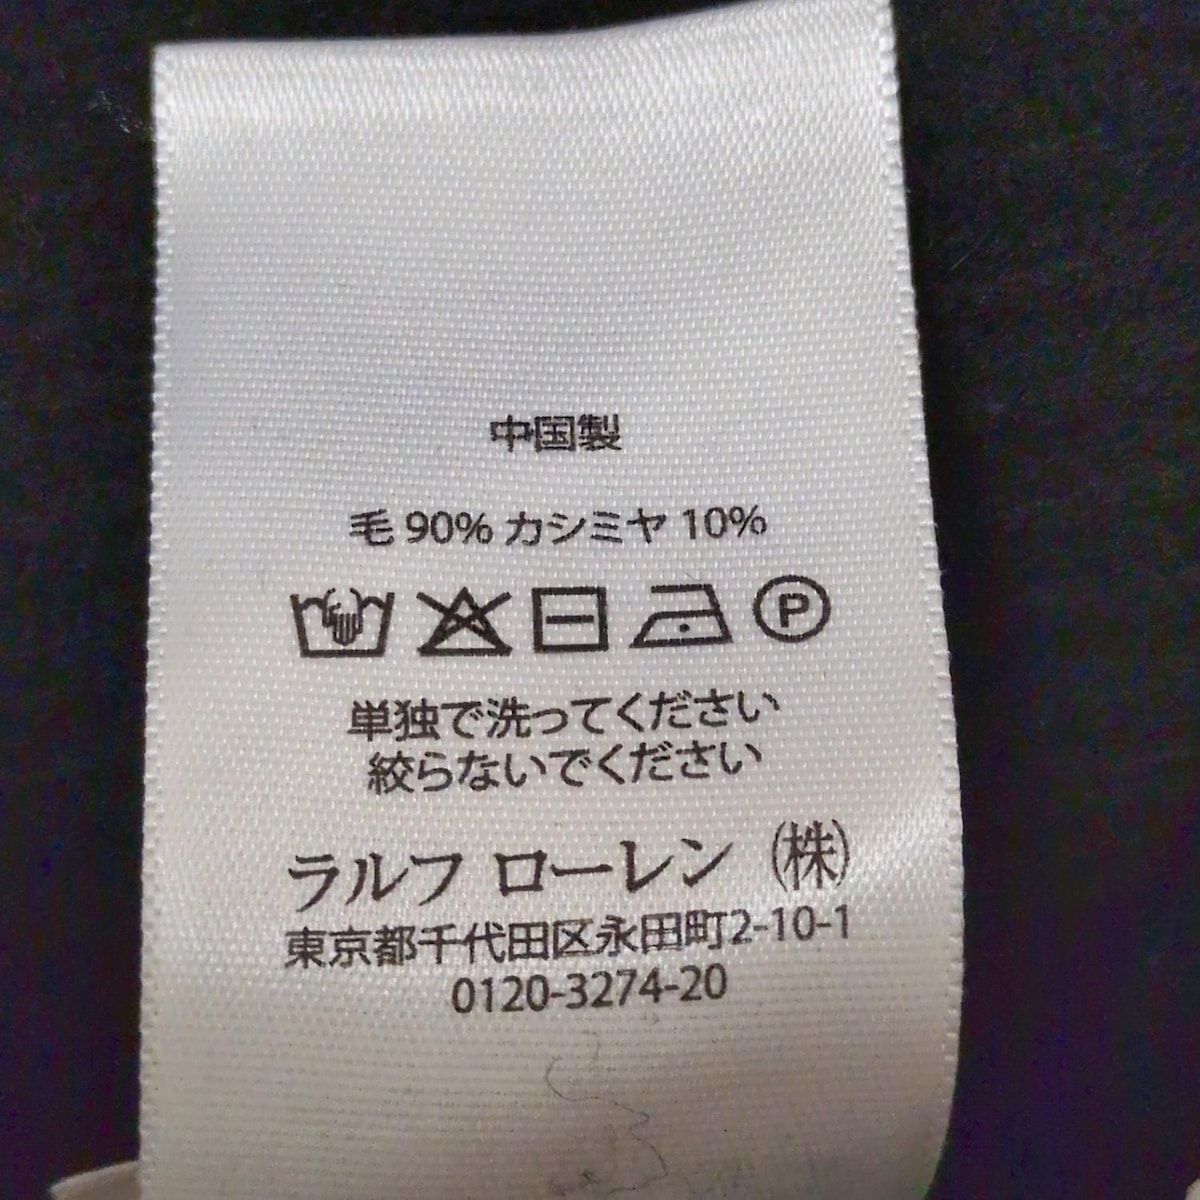 中国製
毛 90% カシミヤ 10%
P
単独で洗ってください
絞らないでください
ラルフ ローレン (株)
東京都千代田区永田町2-10-1
0120-3274-20